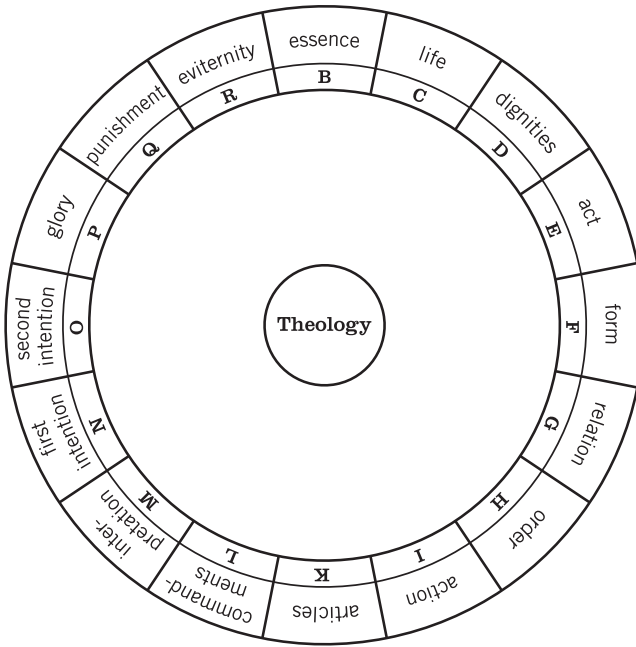 essence
B
life
C
dignities
D
act
E
form
F
relation
G
order
H
action
I
articles
K
command-
ments
L
inter-
pretation
M
first
intention
N
second
intention
O
glory
P
punishment
Q
eviternity
R
Theology